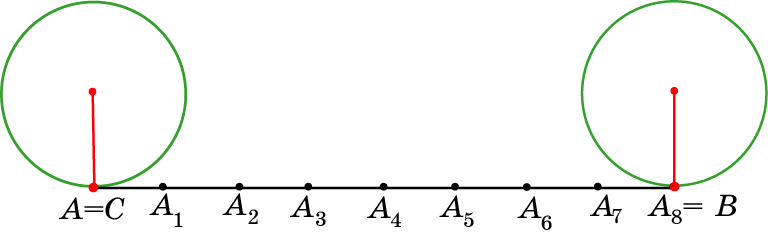 A=C A₁ A₂ A₃ A₄ A₅ A₆ A₇ A₈= B